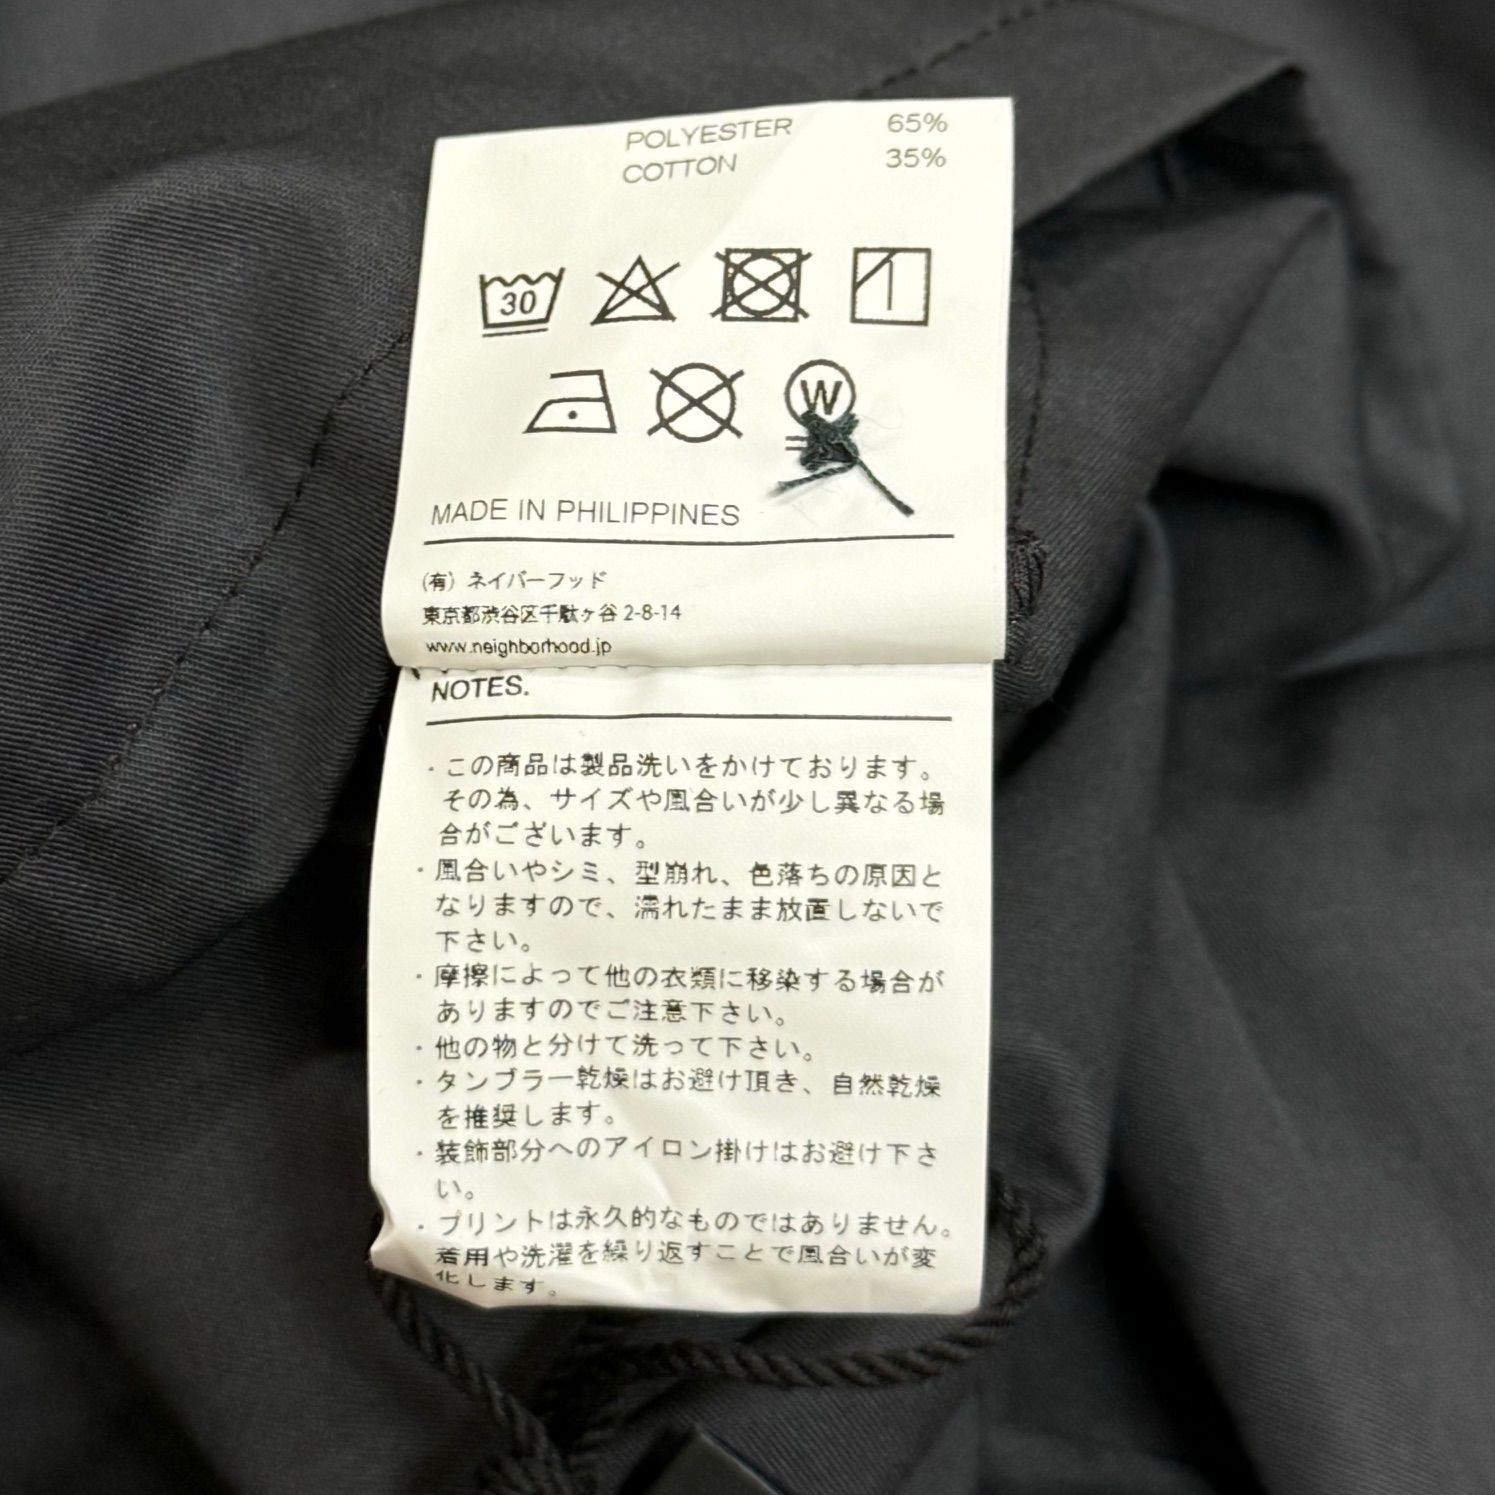 POLYESTER 65%
COTTON 35%
30
W
MADE IN PHILIPPINES
(有) ネイバーフッド
東京都渋谷区千駄ヶ谷 2-8-14
www.neighborhood.jp
NOTES.
・この商品は製品洗いをかけております。
その為、サイズや風合いが少し異なる場
合がございます。
・風合いやシミ、型崩れ、色落ちの原因と
なりますので、濡れたまま放置しないで
下さい。
・摩擦によって他の衣類に移染する場合が
ありますのでご注意下さい。
・他の物と分けて洗って下さい。
・タンブラー乾燥はお避け頂き、自然乾燥
を推奨します。
・装飾部分へのアイロン掛けはお避け下さ
い。
・プリントは永久的なものではありません。
着用や洗濯を繰り返すことで風合いが変
化します。